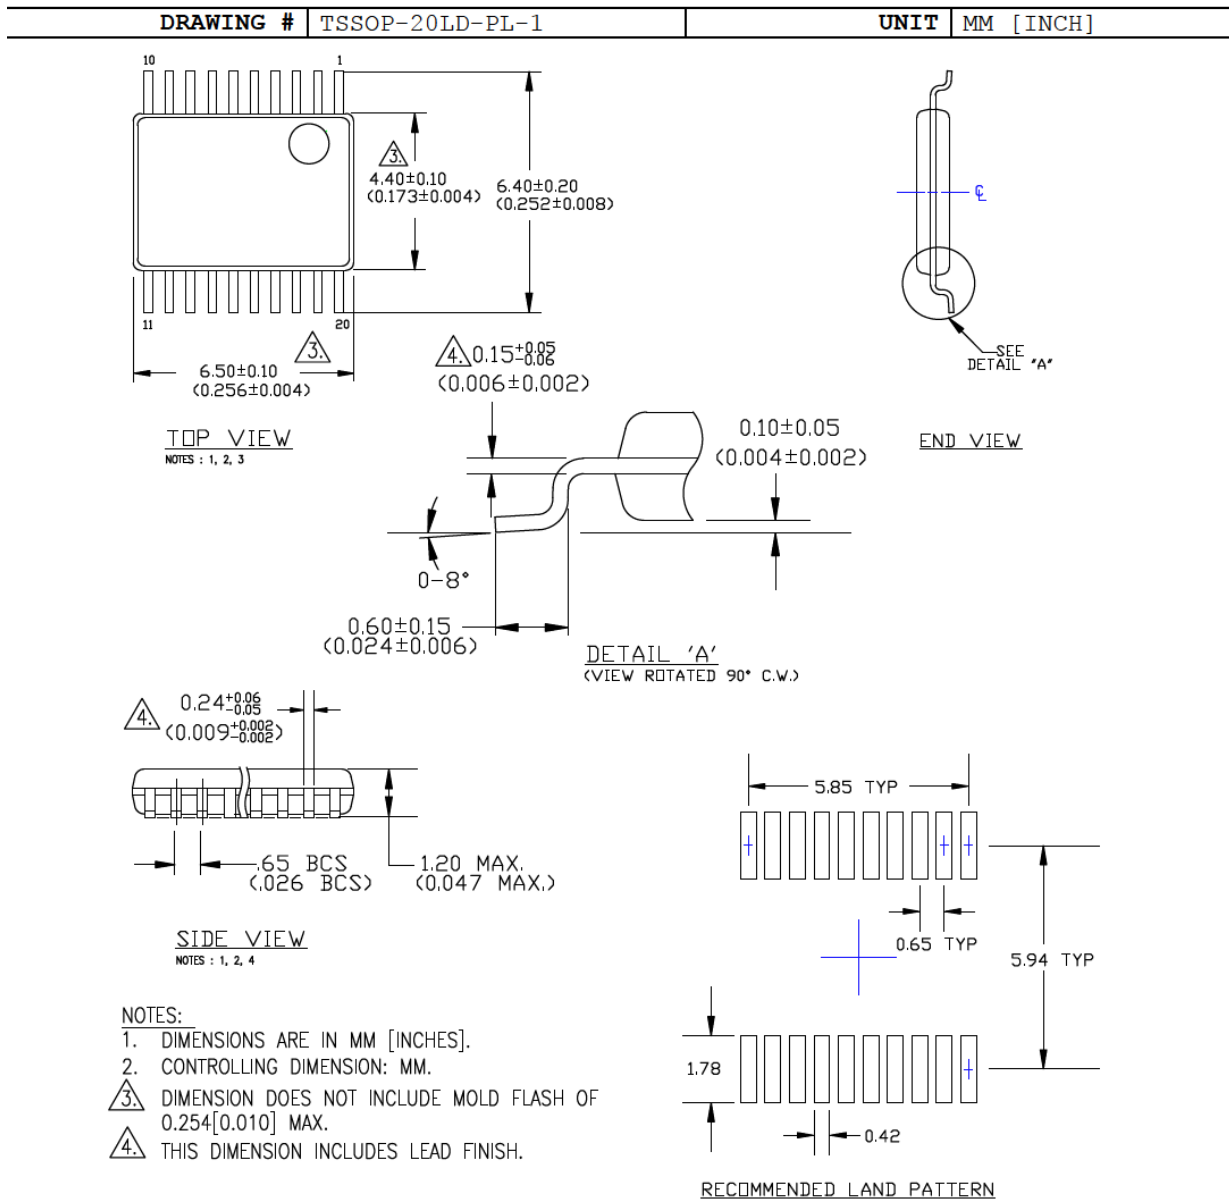 DRAWING # TSSOP-20LD-PL-1 UNIT MM [INCH]
10 1
3.
4.40±0.10
(0.173±0.004)
6.40±0.20
(0.252±0.008)
℄
11 20
3.
6.50±0.10
(0.256±0.004)
TOP VIEW
NOTES : 1, 2, 3
SEE
DETAIL "A"
END VIEW
4. 0.15+0.05-0.06
(0.006±0.002)
0.10±0.05
(0.004±0.002)
0-8°
0.60±0.15
(0.024±0.006)
DETAIL 'A'
(VIEW ROTATED 90° C.W.)
4. 0.24+0.06-0.05
(0.009+0.002-0.002)
.65 BCS
(.026 BCS)
1.20 MAX.
(0.047 MAX.)
SIDE VIEW
NOTES : 1, 2, 4
5.85 TYP
0.65 TYP
5.94 TYP
1.78
0.42
RECOMMENDED LAND PATTERN
NOTES:
1. DIMENSIONS ARE IN MM [INCHES].
2. CONTROLLING DIMENSION: MM.
3. DIMENSION DOES NOT INCLUDE MOLD FLASH OF
0.254[0.010] MAX.
4. THIS DIMENSION INCLUDES LEAD FINISH.